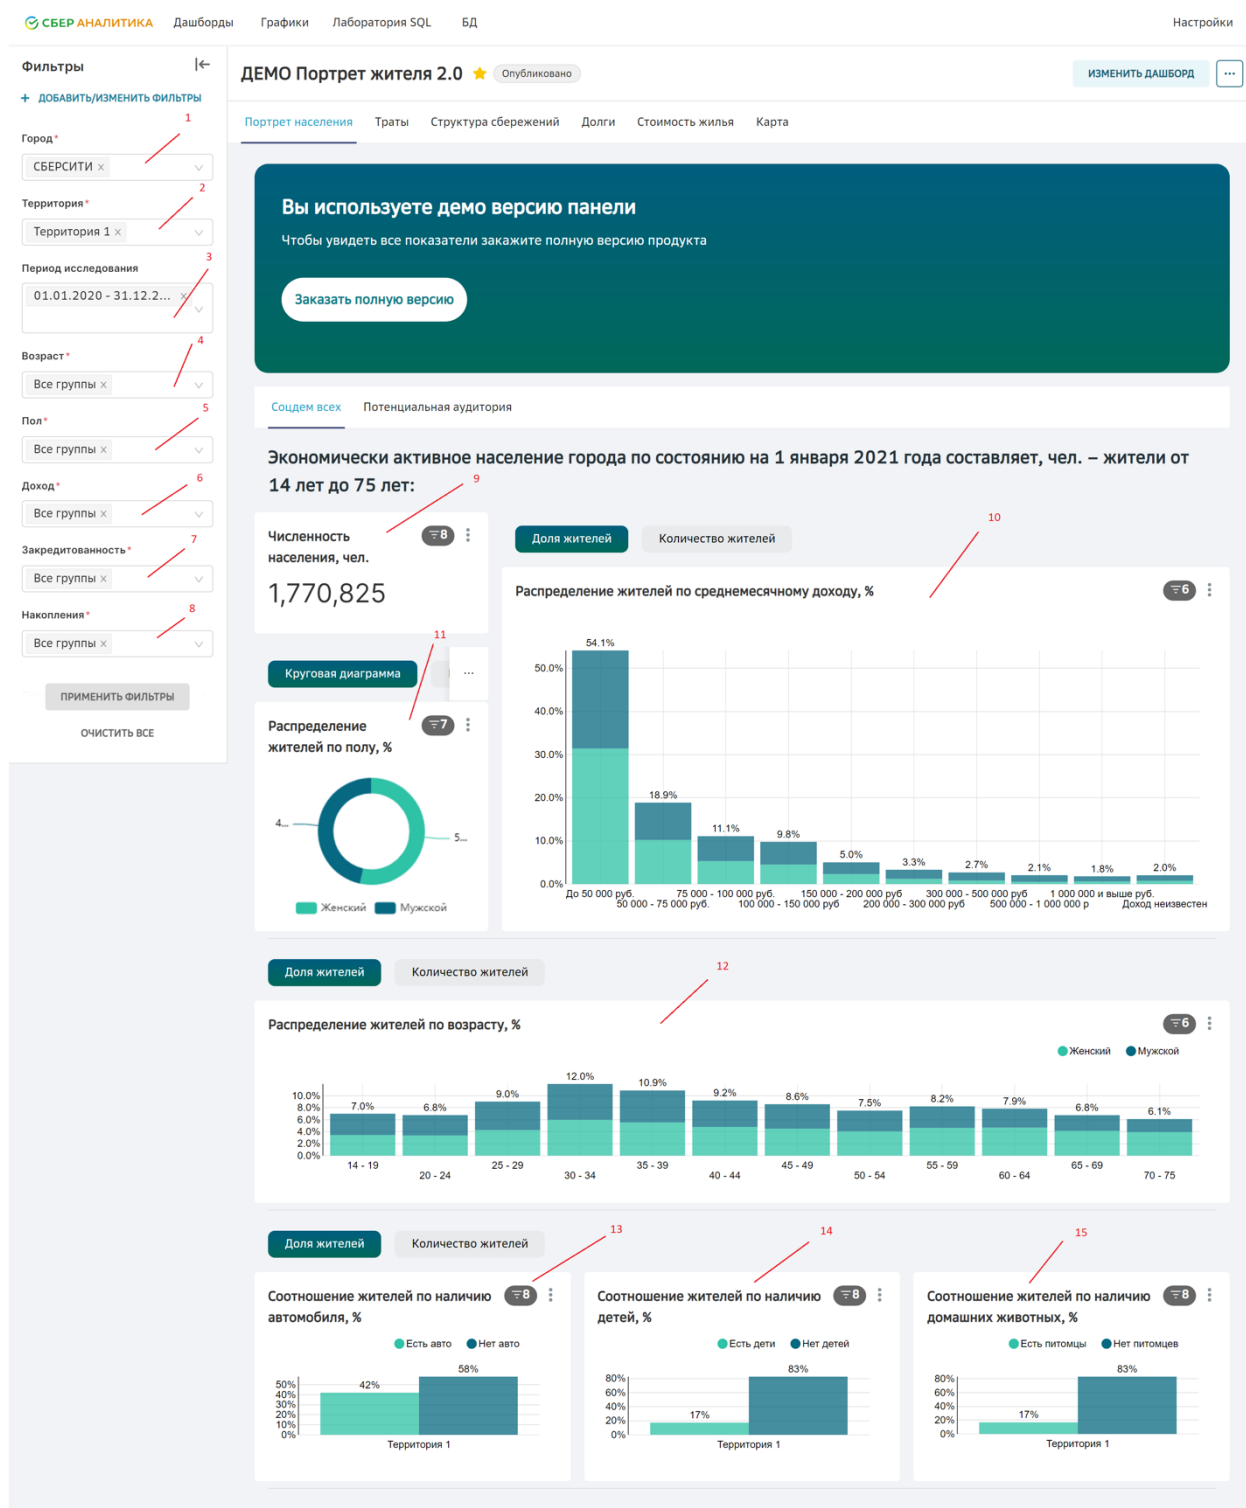 СБЕР АНАЛИТИКА Дашборды Графики Лаборатория SQL БД Настройки
Фильтры
+ ДОБАВИТЬ/ИЗМЕНИТЬ ФИЛЬТРЫ
1
Город*
СБЕРСИТИ ×
2
Территория*
Территория 1 ×
3
Период исследования
01.01.2020 - 31.12.2... ×
4
Возраст*
Все группы ×
5
Пол*
Все группы ×
6
Доход*
Все группы ×
7
Закредитованность*
Все группы ×
8
Накопления*
Все группы ×
ПРИМЕНИТЬ ФИЛЬТРЫ
ОЧИСТИТЬ ВСЕ
ДЕМО Портрет жителя 2.0 Опубликовано ИЗМЕНИТЬ ДАШБОРД ...
Портрет населения Траты Структура сбережений Долги Стоимость жилья Карта
Вы используете демо версию панели
Чтобы увидеть все показатели закажите полную версию продукта
Заказать полную версию
Соцдем всех Потенциальная аудитория
Экономически активное население города по состоянию на 1 января 2021 года составляет, чел. – жители от
14 лет до 75 лет:
9
Численность 8
населения, чел.
1,770,825
11
Круговая диаграмма ...
Распределение 7
жителей по полу, %
4... 5...
Женский Мужской
10
Доля жителей Количество жителей
Распределение жителей по среднемесячному доходу, % 6
54.1%
50.0%
40.0%
30.0%
20.0% 18.9%
11.1% 9.8%
10.0%
5.0% 3.3% 2.7% 2.1% 1.8% 2.0%
0.0%
До 50 000 руб. 75 000 - 100 000 руб. 150 000 - 200 000 руб 300 000 - 500 000 руб 1 000 000 и выше руб.
50 000 - 75 000 руб. 100 000 - 150 000 руб 200 000 - 300 000 руб 500 000 - 1 000 000 р Доход неизвестен
12
Доля жителей Количество жителей
Распределение жителей по возрасту, % 6
Женский Мужской
10.0%
8.0%
6.0%
4.0%
2.0%
0.0%
7.0% 6.8% 9.0% 12.0% 10.9% 9.2% 8.6% 7.5% 8.2% 7.9% 6.8% 6.1%
14 - 19 25 - 29 35 - 39 45 - 49 55 - 59 65 - 69
20 - 24 30 - 34 40 - 44 50 - 54 60 - 64 70 - 75
13 14 15
Доля жителей Количество жителей
Соотношение жителей по наличию 8
автомобиля, %
Есть авто Нет авто
50%
40%
30%
20%
10%
0%
42% 58%
Территория 1
Соотношение жителей по наличию 8
детей, %
Есть дети Нет детей
80%
60%
40%
20%
0%
17% 83%
Территория 1
Соотношение жителей по наличию 8
домашних животных, %
Есть питомцы Нет питомцев
80%
60%
40%
20%
0%
17% 83%
Территория 1